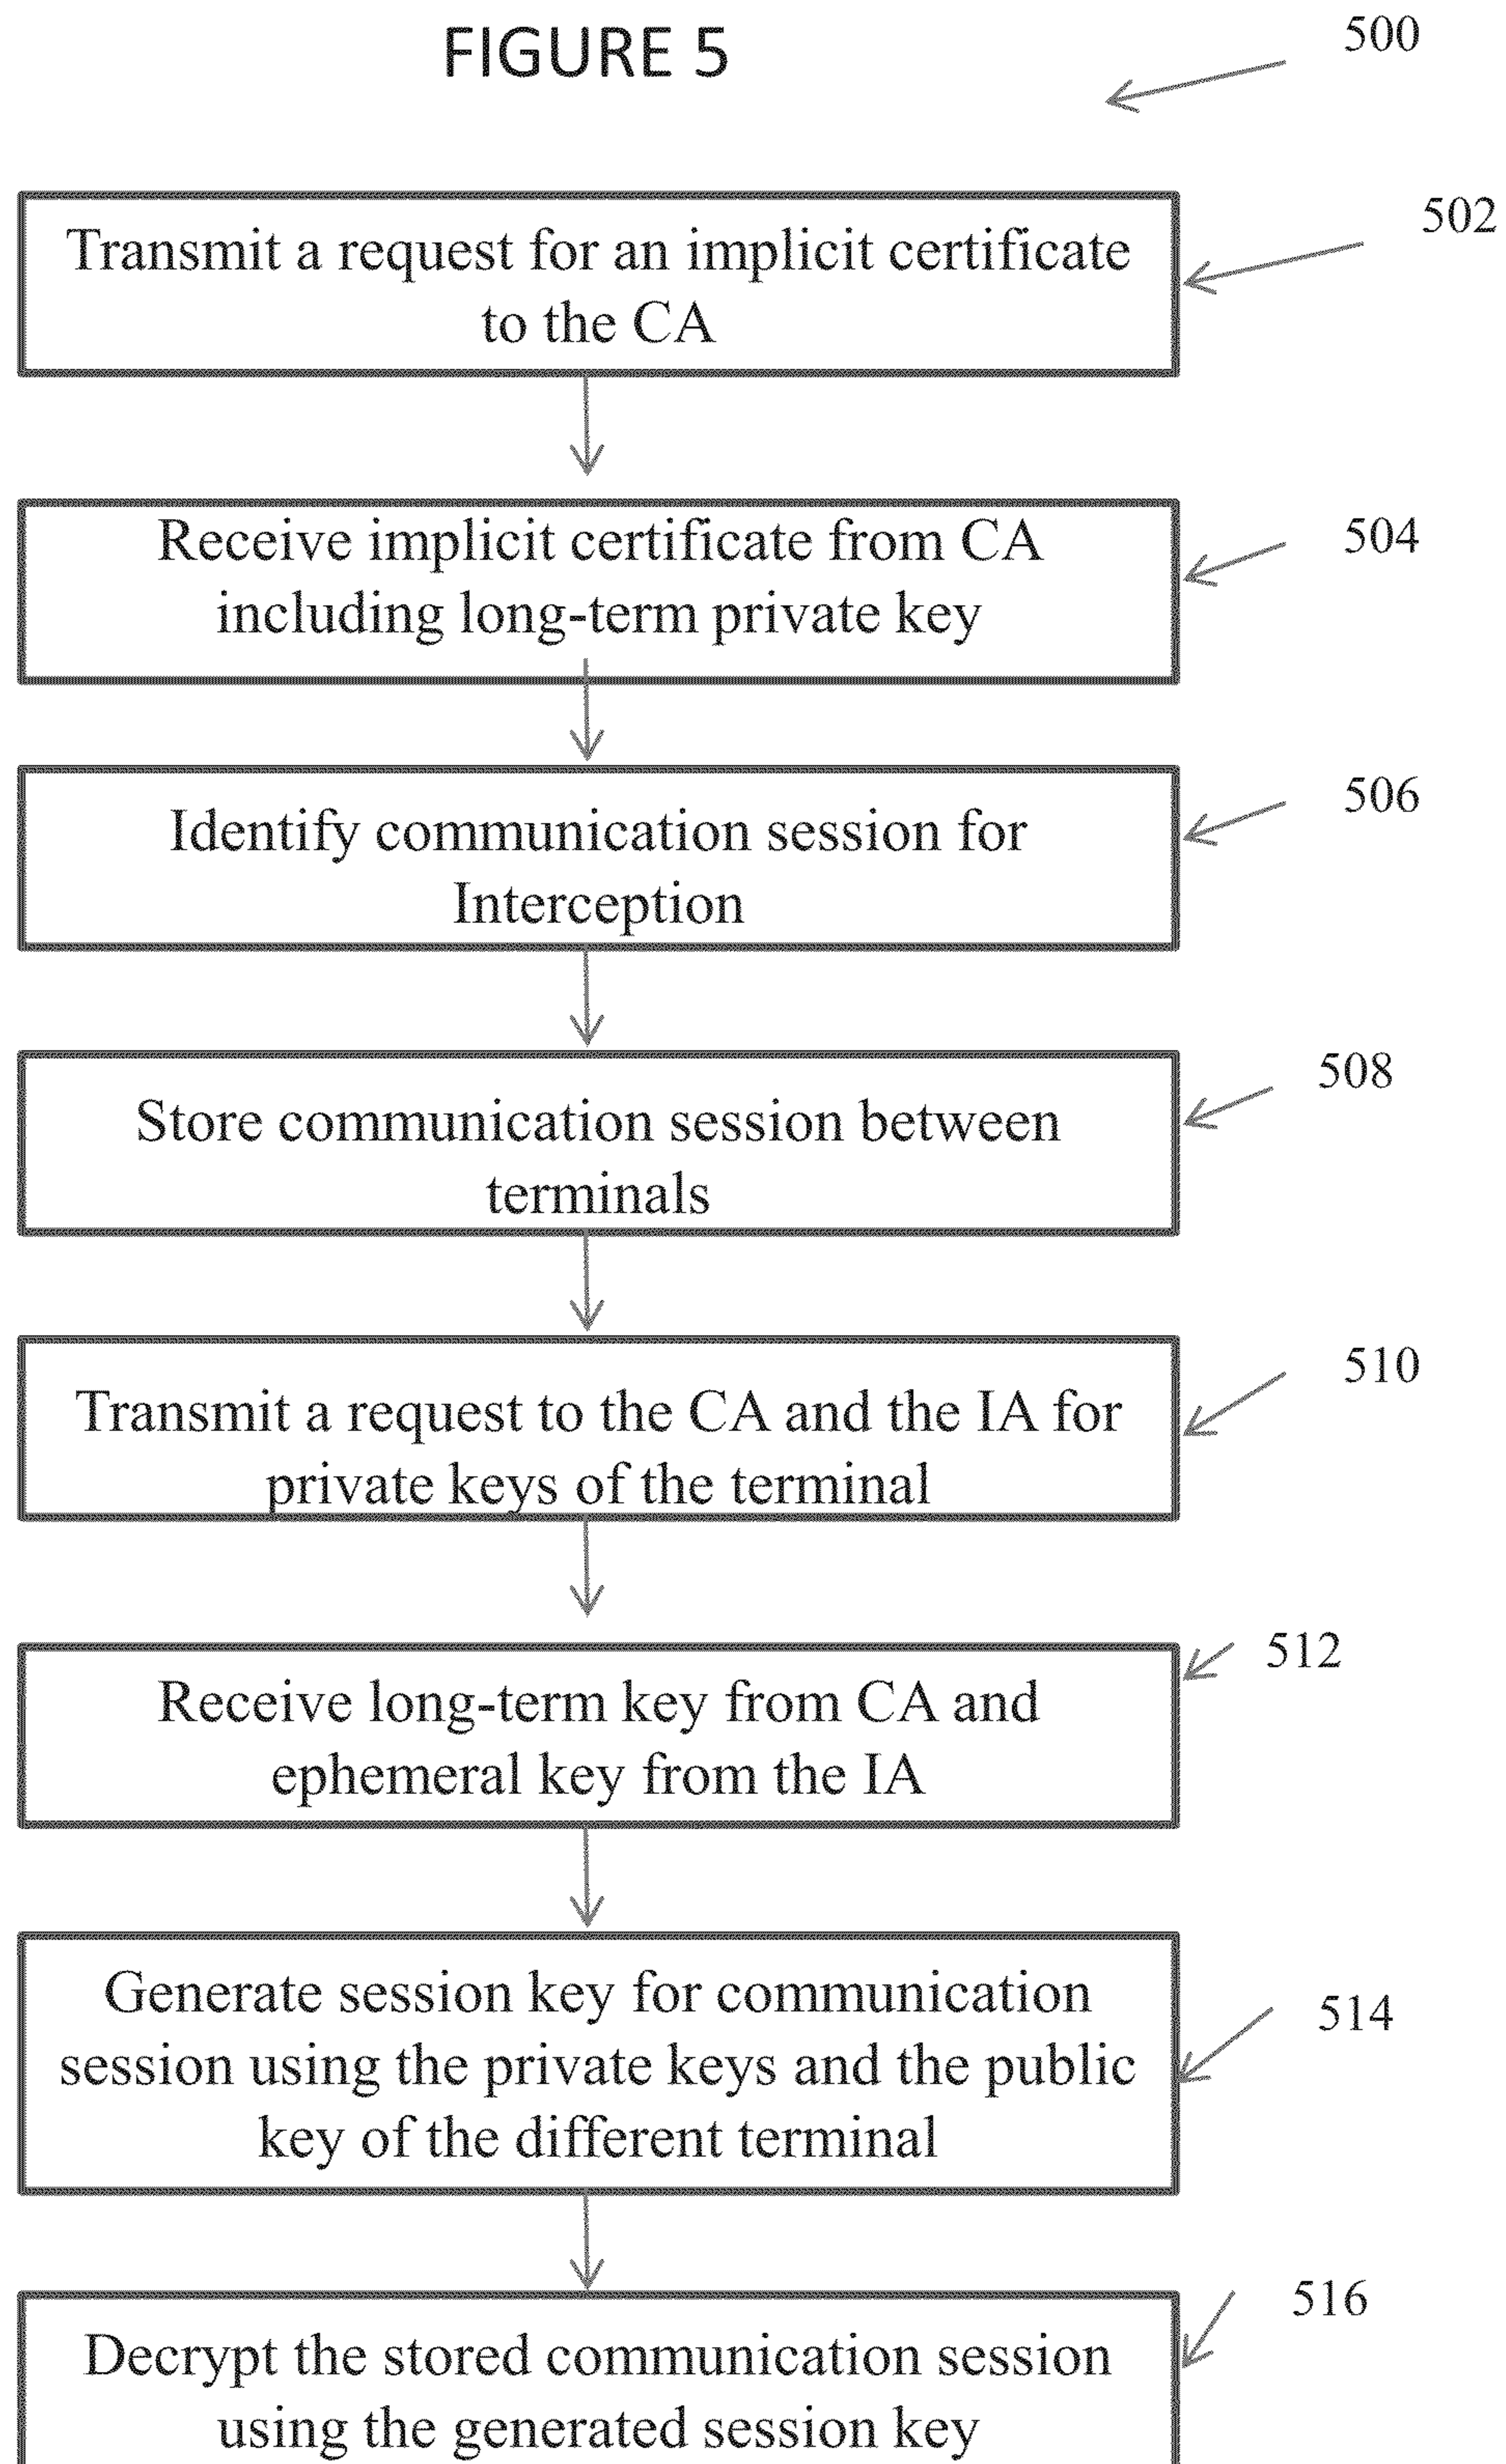 FIGURE 5
500
Transmit a request for an implicit certificate
to the CA
502
Receive implicit certificate from CA
including long-term private key
504
Identify communication session for
Interception
506
Store communication session between
terminals
508
Transmit a request to the CA and the IA for
private keys of the terminal
510
Receive long-term key from CA and
ephemeral key from the IA
512
Generate session key for communication
session using the private keys and the public
key of the different terminal
514
Decrypt the stored communication session
using the generated session key
516